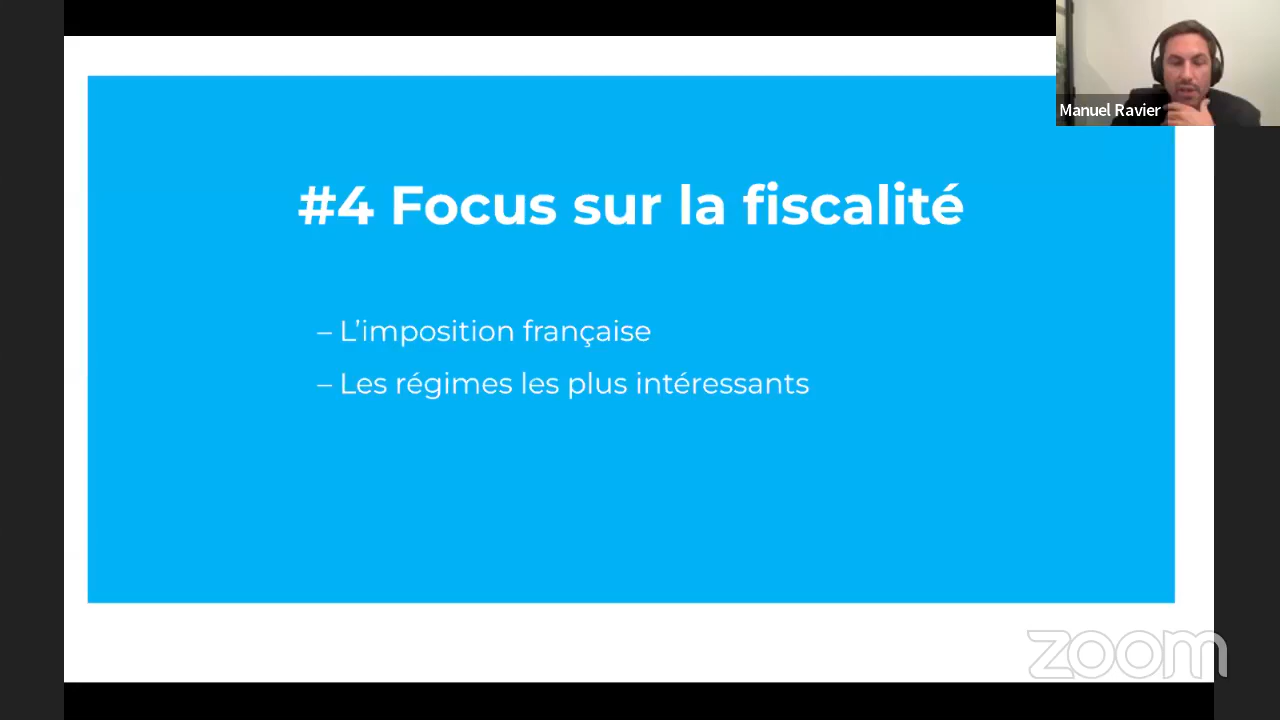 Manuel Ravier
#4 Focus sur la fiscalité
– L’imposition française
– Les régimes les plus intéressants
zoom